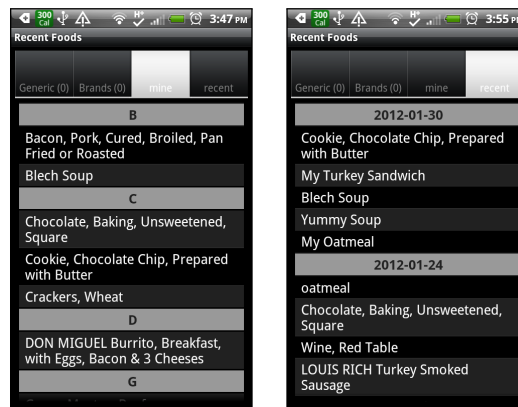 300
Cal
H+
3:47 PM
Recent Foods
Generic (0) Brands (0) mine recent
B
Bacon, Pork, Cured, Broiled, Pan
Fried or Roasted
Blech Soup
C
Chocolate, Baking, Unsweetened,
Square
Cookie, Chocolate Chip, Prepared
with Butter
Crackers, Wheat
D
DON MIGUEL Burrito, Breakfast,
with Eggs, Bacon & 3 Cheeses
G
300
Cal
H+
3:55 PM
Recent Foods
Generic (0) Brands (0) mine recent
2012-01-30
Cookie, Chocolate Chip, Prepared
with Butter
My Turkey Sandwich
Blech Soup
Yummy Soup
My Oatmeal
2012-01-24
oatmeal
Chocolate, Baking, Unsweetened,
Square
Wine, Red Table
LOUIS RICH Turkey Smoked
Sausage